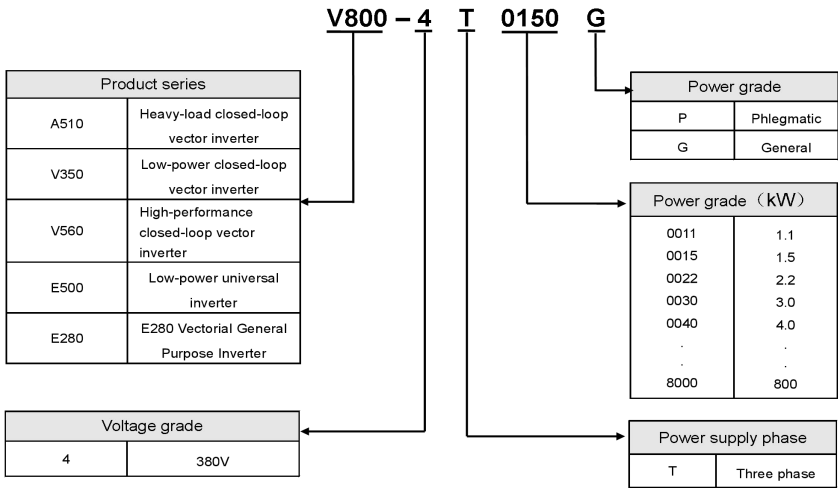 V800 – 4 T 0150 G
Product series
A510 Heavy-load closed-loop
vector inverter
V350 Low-power closed-loop
vector inverter
V560 High-performance
closed-loop vector
inverter
E500 Low-power universal
inverter
E280 E280 Vectorial General
Purpose Inverter
Voltage grade
4 380V
Power grade
P Phlegmatic
G General
Power grade（kW）
0011 1.1
0015 1.5
0022 2.2
0030 3.0
0040 4.0
. .
. .
8000 800
Power supply phase
T Three phase